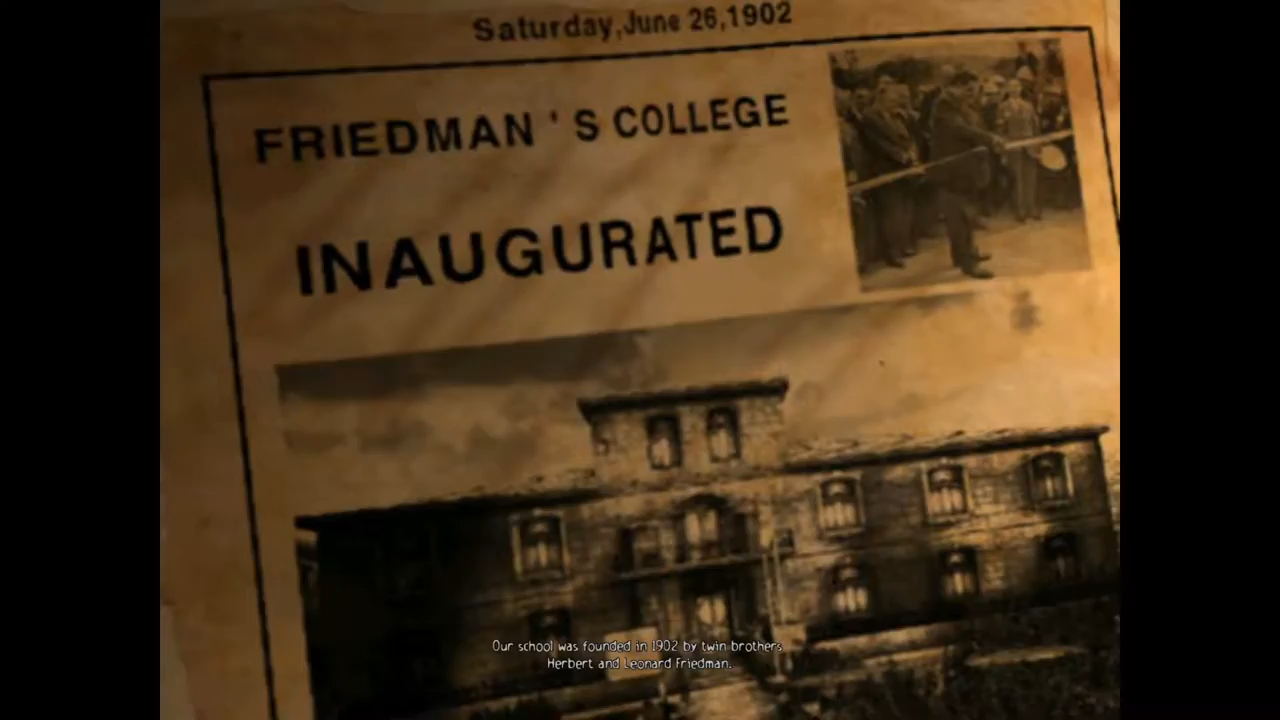 Saturday,June 26,1902
FRIEDMAN ' S COLLEGE
INAUGURATED
Our school was founded in 1902 by twin brothers
Herbert and Leonard Friedman.